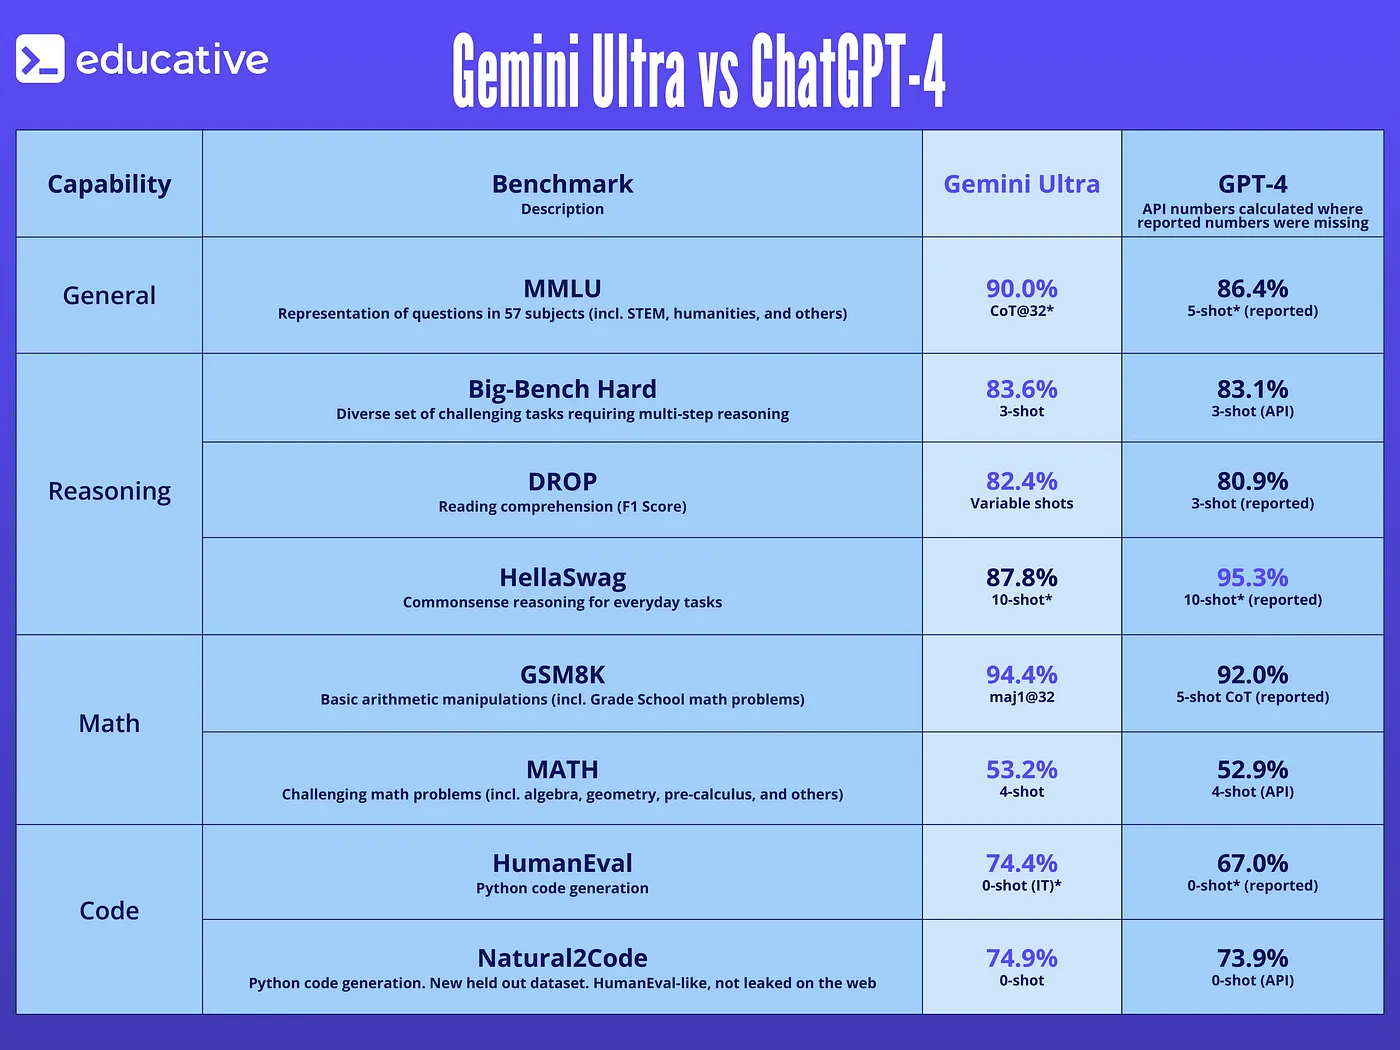 educative
Gemini Ultra vs ChatGPT-4
Capability
Benchmark
Description
Gemini Ultra
GPT-4
API numbers calculated where
reported numbers were missing
General
MMLU
Representation of questions in 57 subjects (incl. STEM, humanities, and others)
90.0%
CoT@32*
86.4%
5-shot* (reported)
Reasoning
Big-Bench Hard
Diverse set of challenging tasks requiring multi-step reasoning
83.6%
3-shot
83.1%
3-shot (API)
DROP
Reading comprehension (F1 Score)
82.4%
Variable shots
80.9%
3-shot (reported)
HellaSwag
Commonsense reasoning for everyday tasks
87.8%
10-shot*
95.3%
10-shot* (reported)
Math
GSM8K
Basic arithmetic manipulations (incl. Grade School math problems)
94.4%
maj1@32
92.0%
5-shot CoT (reported)
MATH
Challenging math problems (incl. algebra, geometry, pre-calculus, and others)
53.2%
4-shot
52.9%
4-shot (API)
Code
HumanEval
Python code generation
74.4%
0-shot (IT)*
67.0%
0-shot* (reported)
Natural2Code
Python code generation. New held out dataset. HumanEval-like, not leaked on the web
74.9%
0-shot
73.9%
0-shot (API)